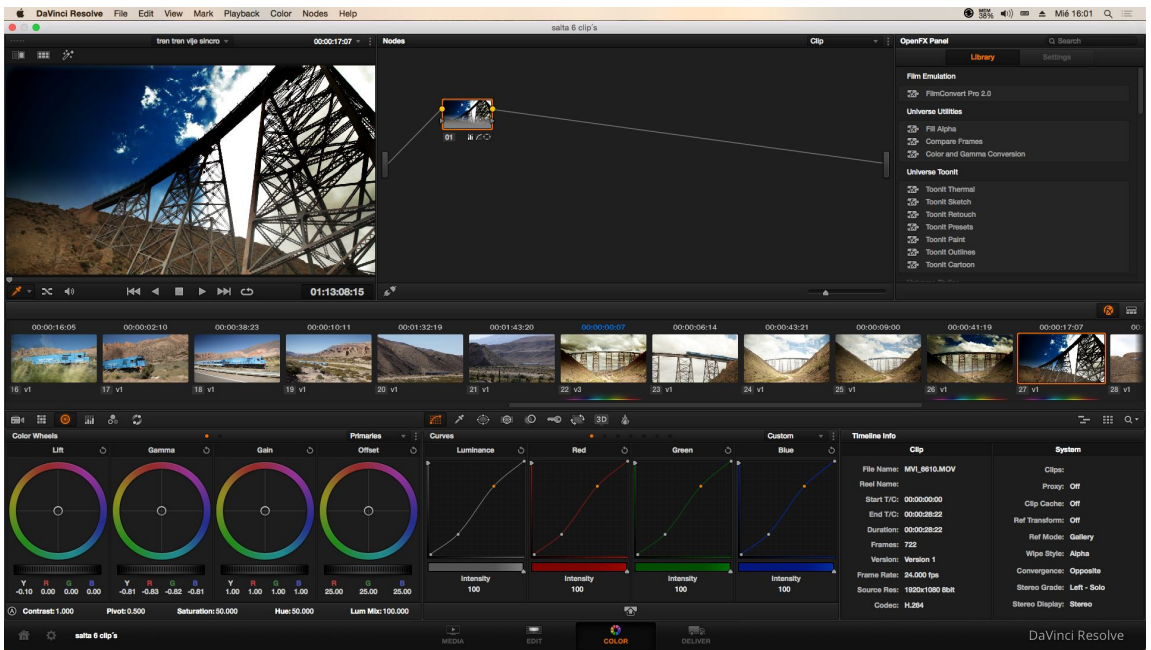 DaVinci Resolve File Edit View Mark Playback Color Nodes Help
MEM 38% Mié 16:01
salta 6 clip´s
tren tren vije sincro 00:00:17:07
Nodes Clip
OpenFX Panel Search
Library Settings
Film Emulation
FilmConvert Pro 2.0
Universe Utilities
Fill Alpha
Compare Frames
Color and Gamma Conversion
Universe ToonIt
ToonIt Thermal
ToonIt Sketch
ToonIt Retouch
ToonIt Presets
ToonIt Paint
ToonIt Outlines
ToonIt Cartoon
01
01:13:08:15
00:00:16:05 00:00:02:10 00:00:38:23 00:00:10:11 00:01:32:19 00:01:43:20 00:00:00:07 00:00:06:14 00:00:43:21 00:00:09:00 00:00:41:19 00:00:17:07 00:
16 v1 17 v1 18 v1 19 v1 20 v1 21 v1 22 v3 23 v1 24 v1 25 v1 26 v1 27 v1 28 v1
3D
Color Wheels Primaries
Lift Gamma Gain Offset
Y R G B Y R G B Y R G B R G B
-0.10 0.00 0.00 0.00 -0.81 -0.83 -0.82 -0.81 1.00 1.00 1.00 1.00 25.00 25.00 25.00
A Contrast: 1.000 Pivot: 0.500 Saturation: 50.000 Hue: 50.000 Lum Mix: 100.000
Curves Custom
Luminance Red Green Blue
Intensity Intensity Intensity Intensity
100 100 100 100
Timeline Info
Clip
File Name: MVI_6610.MOV
Reel Name:
Start T/C: 00:00:00:00
End T/C: 00:00:28:22
Duration: 00:00:28:22
Frames: 722
Version: Version 1
Frame Rate: 24.000 fps
Source Res: 1920x1080 8bit
Codec: H.264
System
Clips:
Proxy: Off
Clip Cache: Off
Ref Transform: Off
Ref Mode: Gallery
Wipe Style: Alpha
Convergence: Opposite
Stereo Grade: Left - Solo
Stereo Display: Stereo
salta 6 clip´s
MEDIA EDIT COLOR DELIVER
DaVinci Resolve